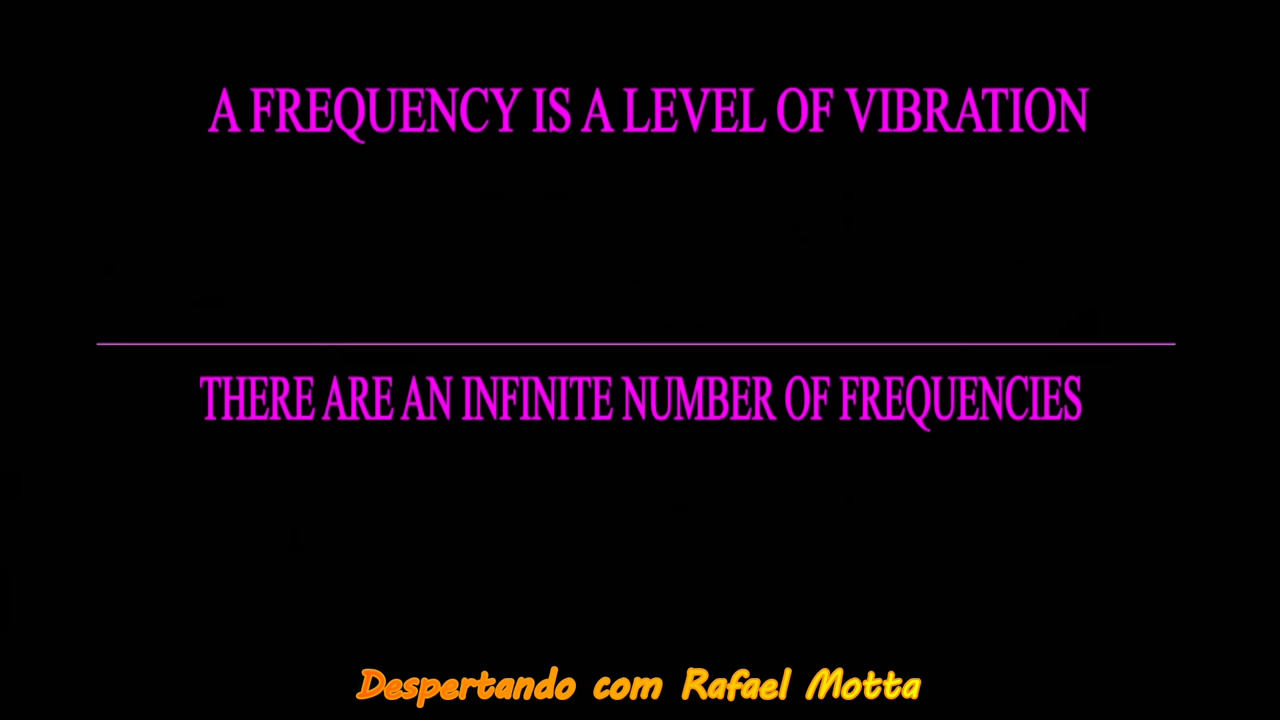 A FREQUENCY IS A LEVEL OF VIBRATION
THERE ARE AN INFINITE NUMBER OF FREQUENCIES
Despertando com Rafael Motta